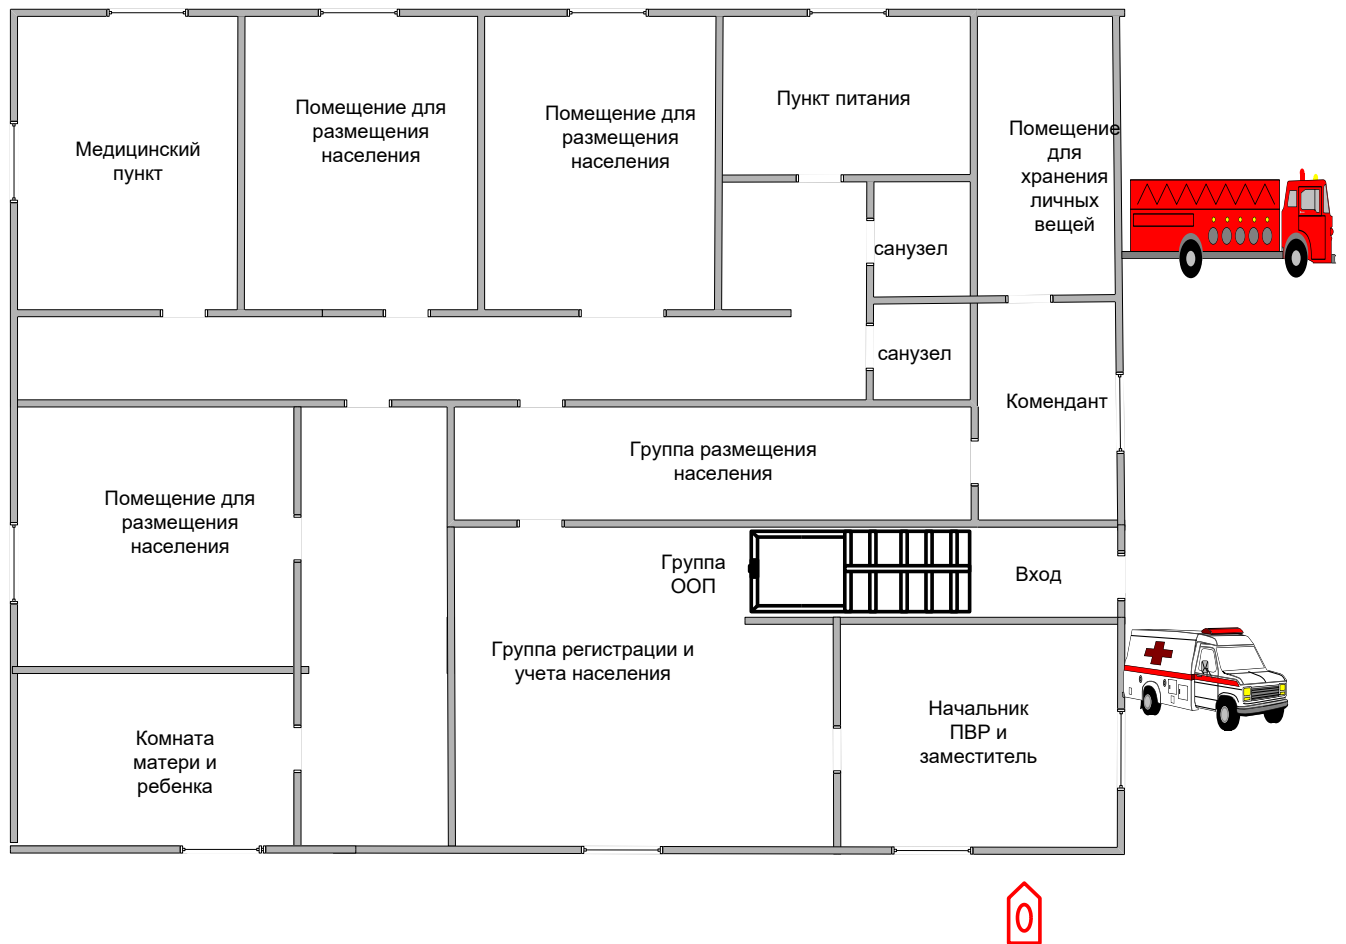 Медицинский
пункт
Помещение для
размещения
населения
Помещение для
размещения
населения
Пункт питания
Помещение
для
хранения
личных
вещей
санузел
санузел
Комендант
Группа размещения
населения
Помещение для
размещения
населения
Группа
ООП
Вход
Группа регистрации и
учета населения
Начальник
ПВР и
заместитель
Комната
матери и
ребенка
0